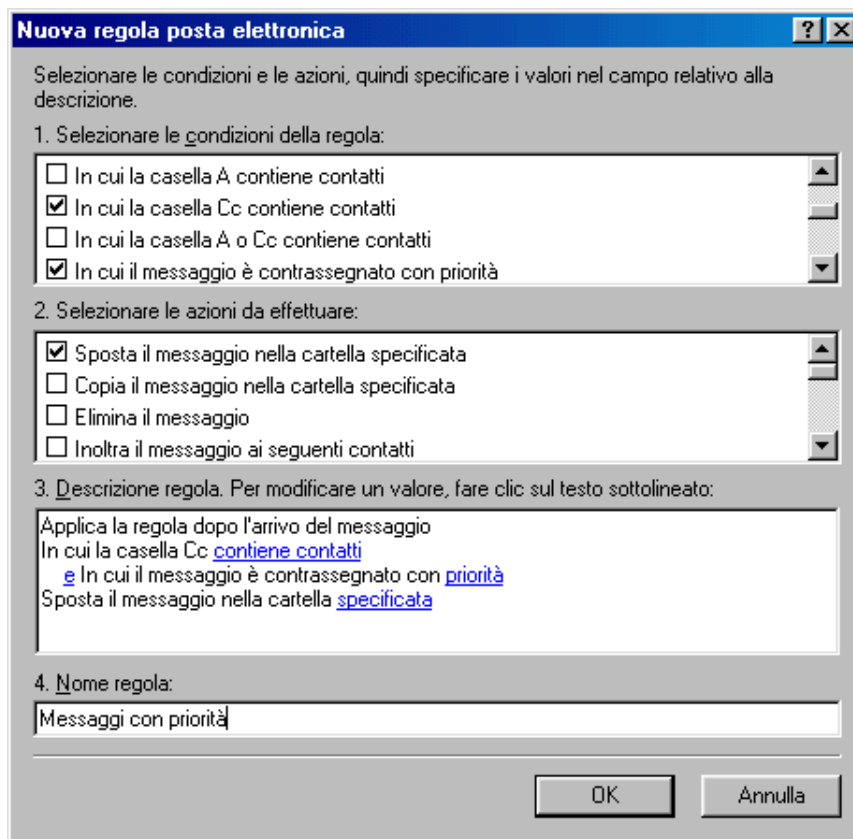 Nuova regola posta elettronica
Selezionare le condizioni e le azioni, quindi specificare i valori nel campo relativo alla
descrizione.
1. Selezionare le condizioni della regola:
In cui la casella A contiene contatti
In cui la casella Cc contiene contatti
In cui la casella A o Cc contiene contatti
In cui il messaggio è contrassegnato con priorità
2. Selezionare le azioni da effettuare:
Sposta il messaggio nella cartella specificata
Copia il messaggio nella cartella specificata
Elimina il messaggio
Inoltra il messaggio ai seguenti contatti
3. Descrizione regola. Per modificare un valore, fare clic sul testo sottolineato:
Applica la regola dopo l'arrivo del messaggio
In cui la casella Cc contiene contatti
e In cui il messaggio è contrassegnato con priorità
Sposta il messaggio nella cartella specificata
4. Nome regola:
Messaggi con priorità
OK Annulla